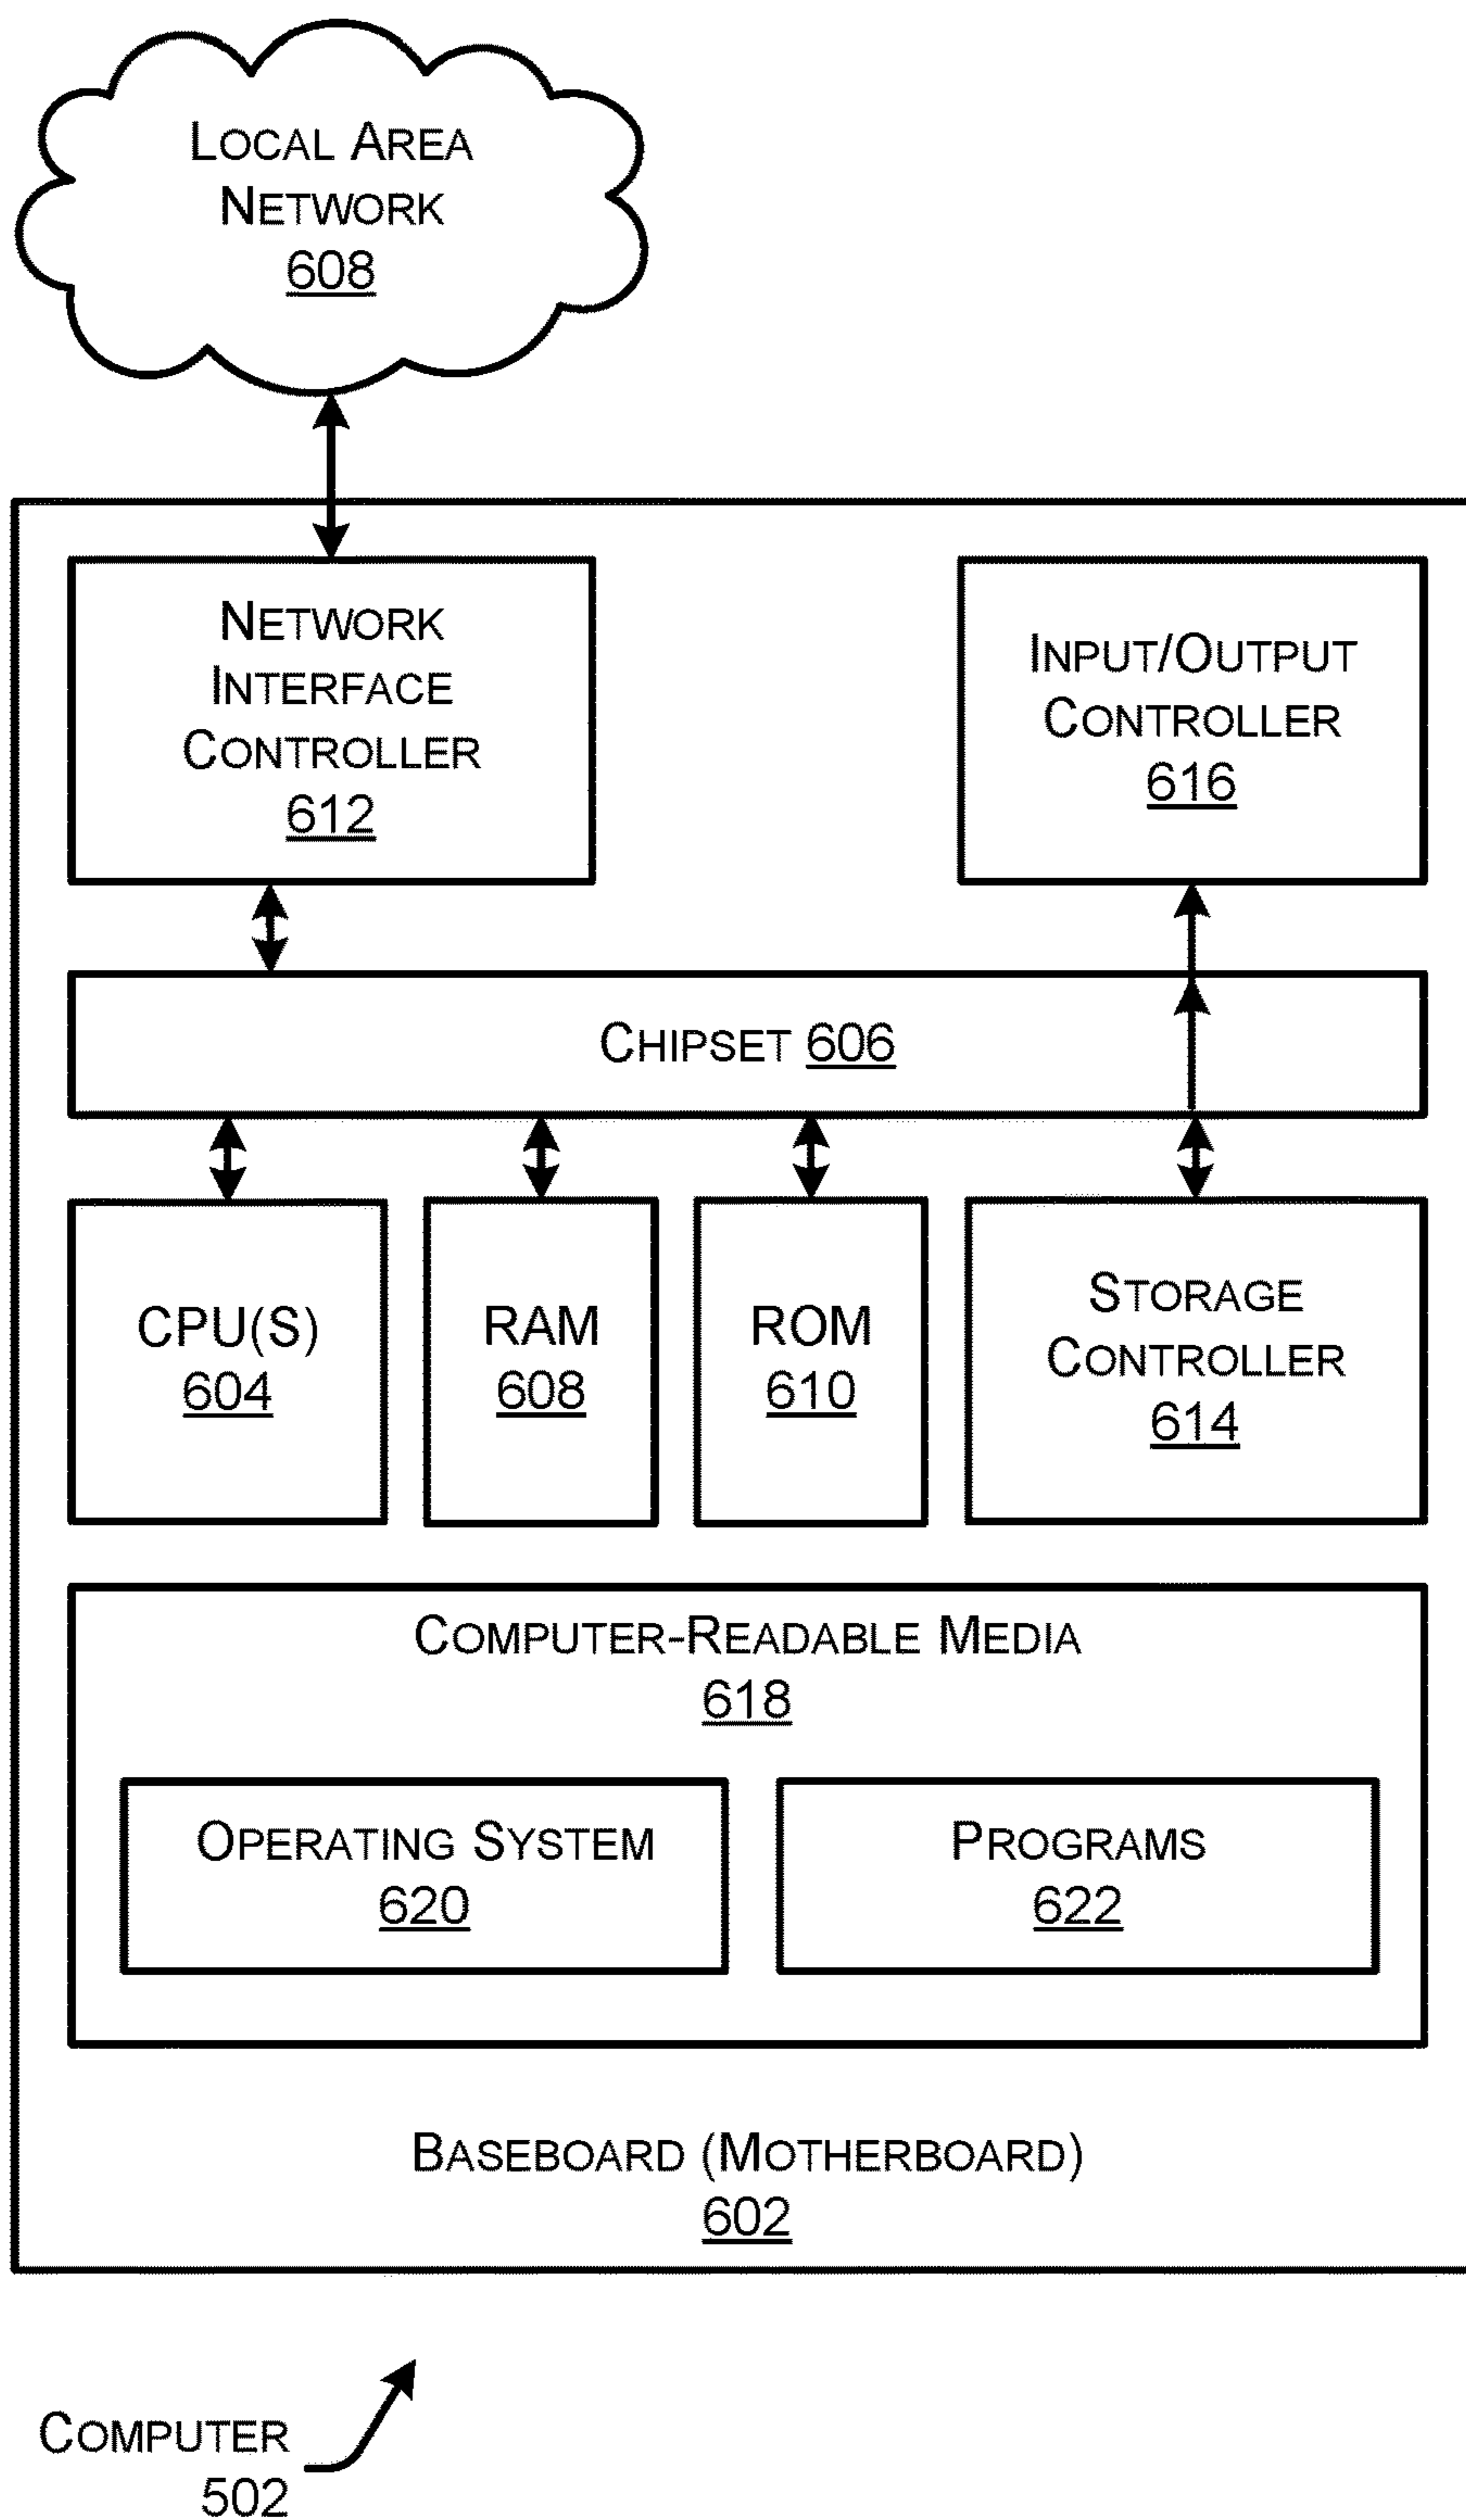 LOCAL AREA
NETWORK
608
NETWORK
INTERFACE
CONTROLLER
612
INPUT/OUTPUT
CONTROLLER
616
CHIPSET 606
CPU(S)
604
RAM
608
ROM
610
STORAGE
CONTROLLER
614
COMPUTER-READABLE MEDIA
618
OPERATING SYSTEM
620
PROGRAMS
622
BASEBOARD (MOTHERBOARD)
602
COMPUTER
502